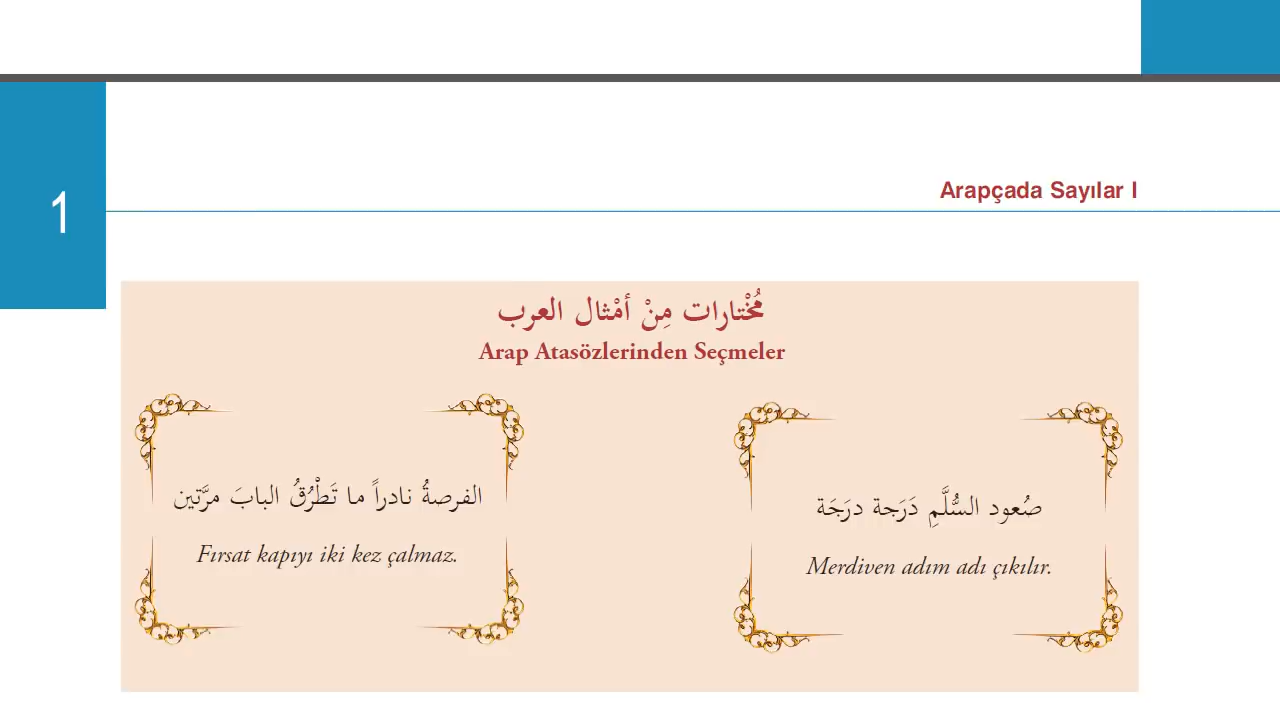 1
Arapçada Sayılar I
مُخْتارات مِنْ أمْثال العرب
Arap Atasözlerinden Seçmeler
الفرصةُ نادراً ما تَطْرُقُ البابَ مرَّتين
Fırsat kapıyı iki kez çalmaz.
صُعود السُّلَّمِ دَرَجة درَجَة
Merdiven adım adı çıkılır.